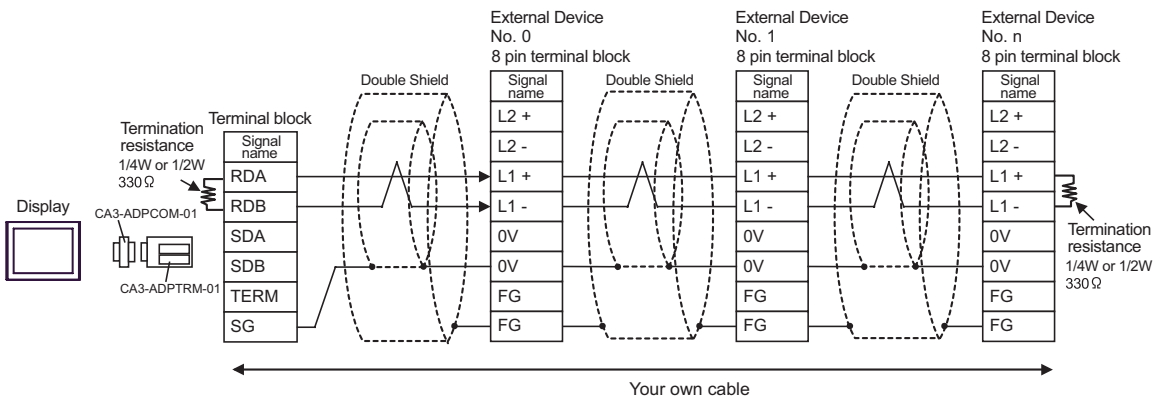 External Device
No. 0
8 pin terminal block
External Device
No. 1
8 pin terminal block
External Device
No. n
8 pin terminal block
Display
CA3-ADPCOM-01
CA3-ADPTRM-01
Termination
resistance
1/4W or 1/2W
330 Ω
Terminal block
Signal
name
RDA
RDB
SDA
SDB
TERM
SG
Double Shield
Signal
name
L2 +
L2 -
L1 +
L1 -
0V
0V
FG
FG
Double Shield
Signal
name
L2 +
L2 -
L1 +
L1 -
0V
0V
FG
FG
Double Shield
Signal
name
L2 +
L2 -
L1 +
L1 -
0V
0V
FG
FG
Termination
resistance
1/4W or 1/2W
330 Ω
Your own cable